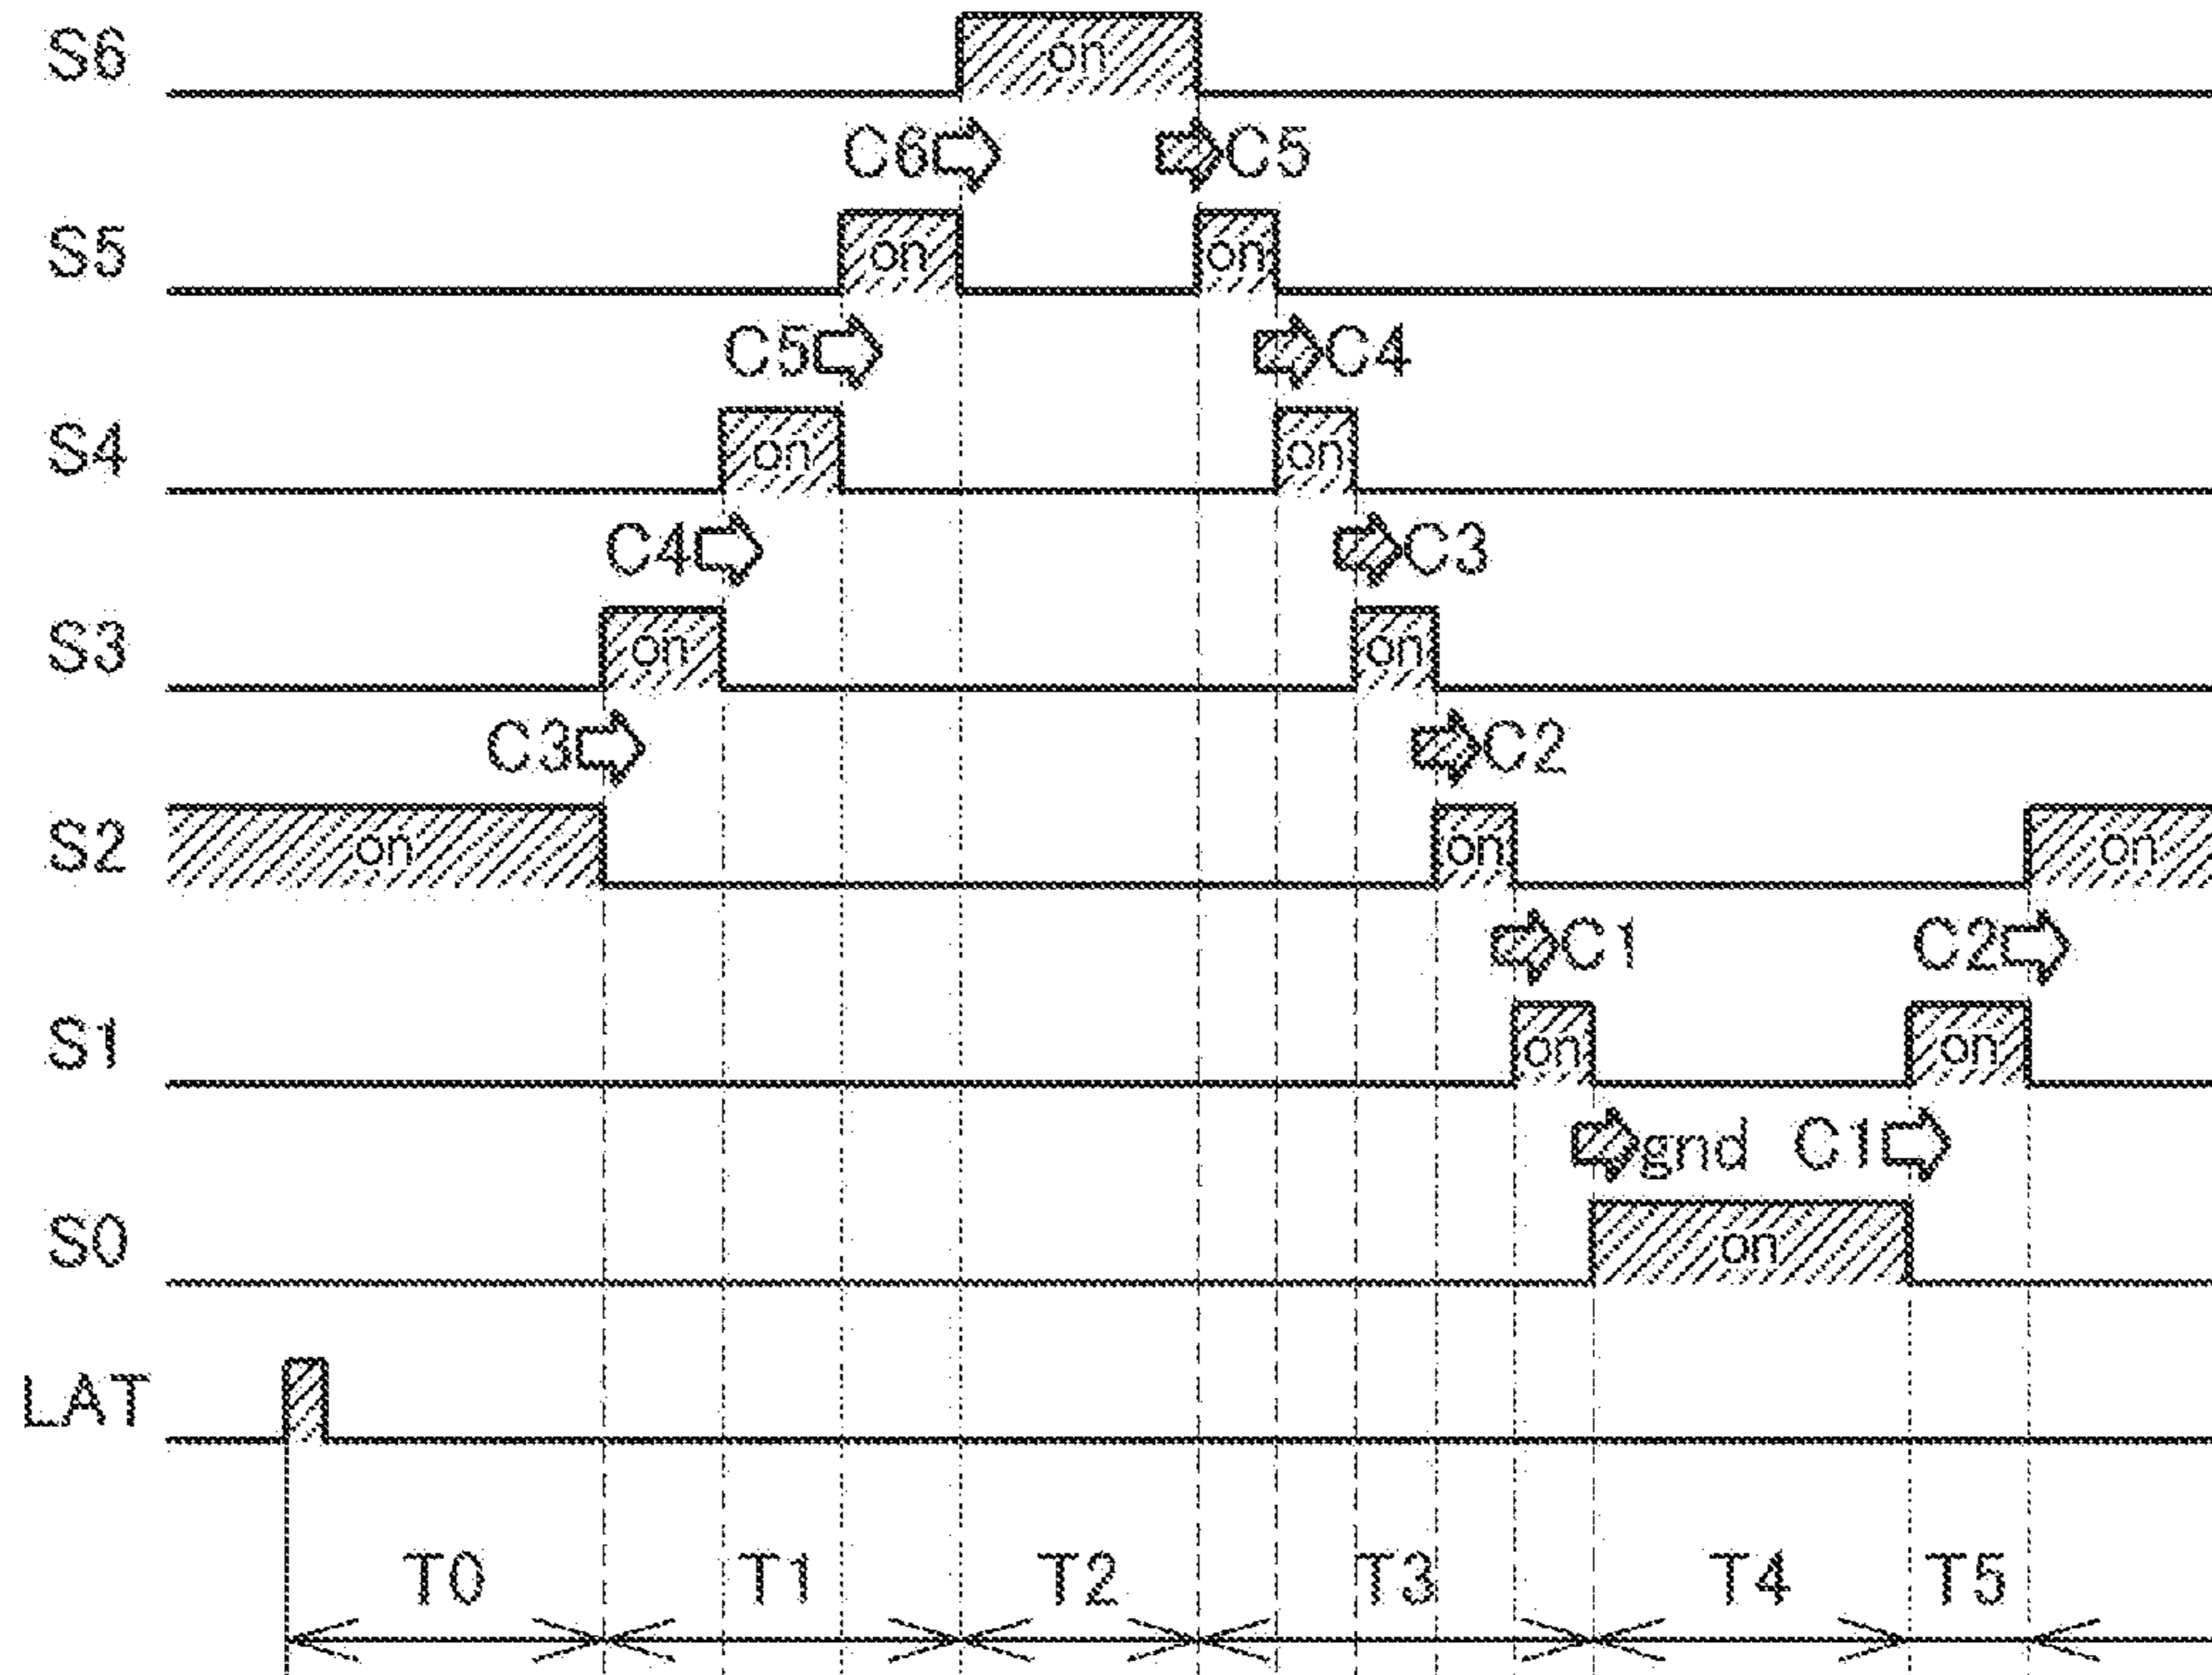 S6 on
C6 C5
S5 on on
C5 C4
S4 on on
C4 C3
S3 on on
C3 C2
S2 on on on
C1 C2
S1 on on
gnd C1
S0 on
LAT
T0 T1 T2 T3 T4 T5